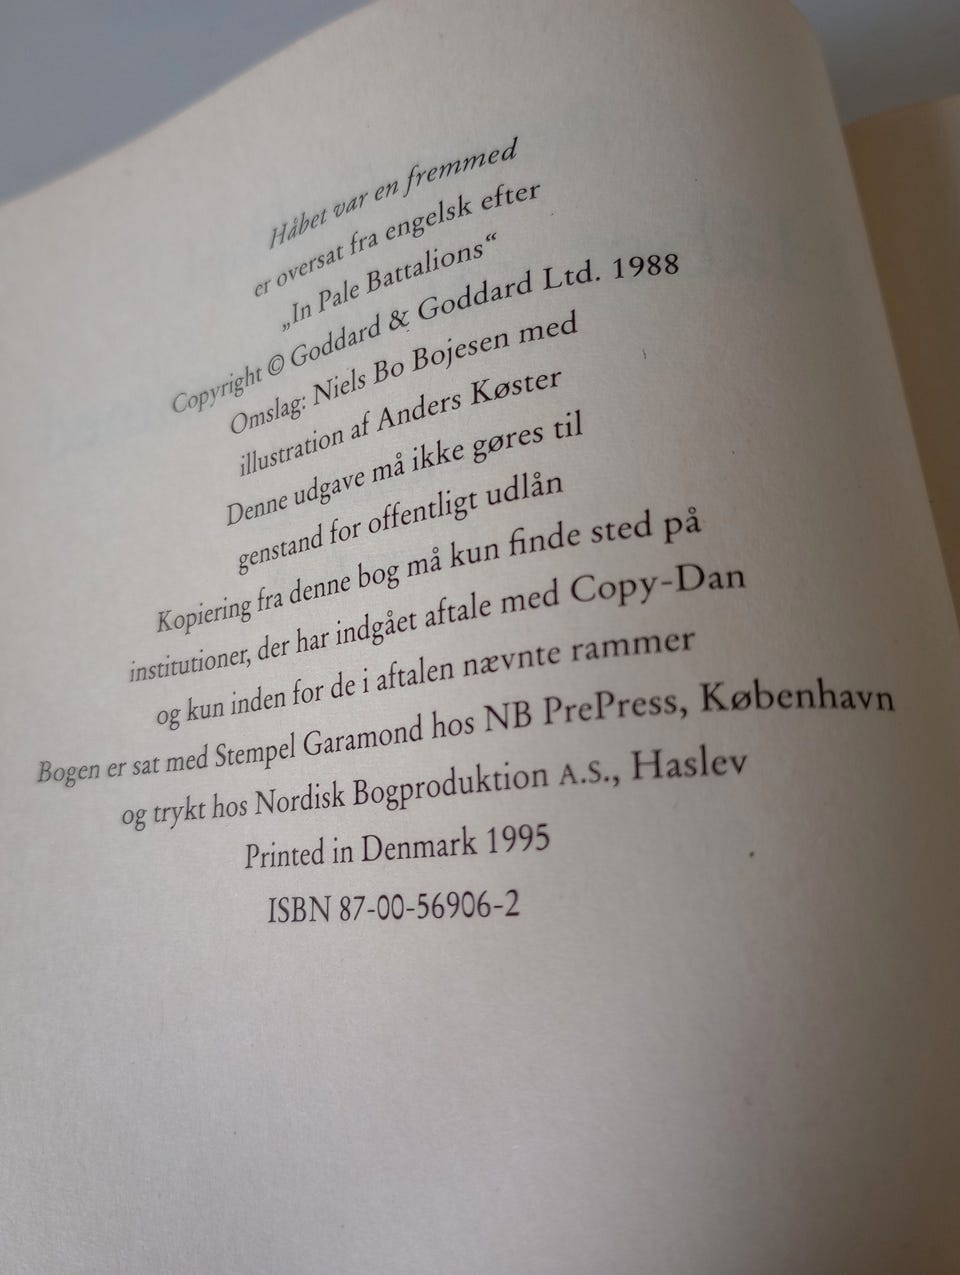 Håbet var en fremmed
er oversat fra engelsk efter
„In Pale Battalions“
Copyright © Goddard & Goddard Ltd. 1988
Omslag: Niels Bo Bojesen med
illustration af Anders Køster
Denne udgave må ikke gøres til
genstand for offentligt udlån
Kopiering fra denne bog må kun finde sted på
institutioner, der har indgået aftale med Copy-Dan
og kun inden for de i aftalen nævnte rammer
Bogen er sat med Stempel Garamond hos NB PrePress, København
og trykt hos Nordisk Bogproduktion A.S., Haslev
Printed in Denmark 1995
ISBN 87-00-56906-2